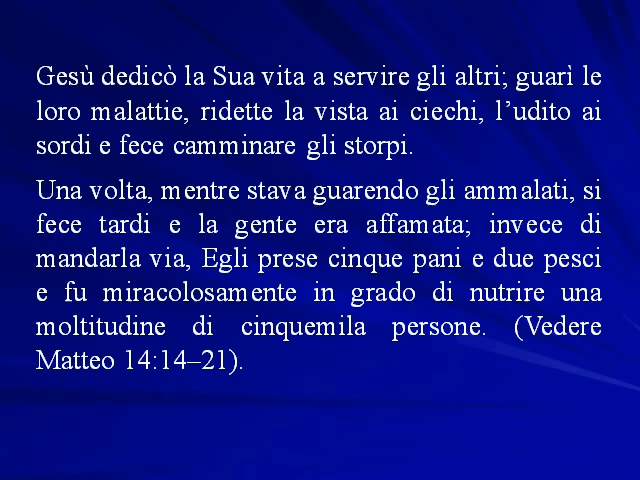 Gesù dedicò la Sua vita a servire gli altri; guarì le
loro malattie, ridette la vista ai ciechi, l’udito ai
sordi e fece camminare gli storpi.
Una volta, mentre stava guarendo gli ammalati, si
fece tardi e la gente era affamata; invece di
mandarla via, Egli prese cinque pani e due pesci
e fu miracolosamente in grado di nutrire una
moltitudine di cinquemila persone. (Vedere
Matteo 14:14–21).